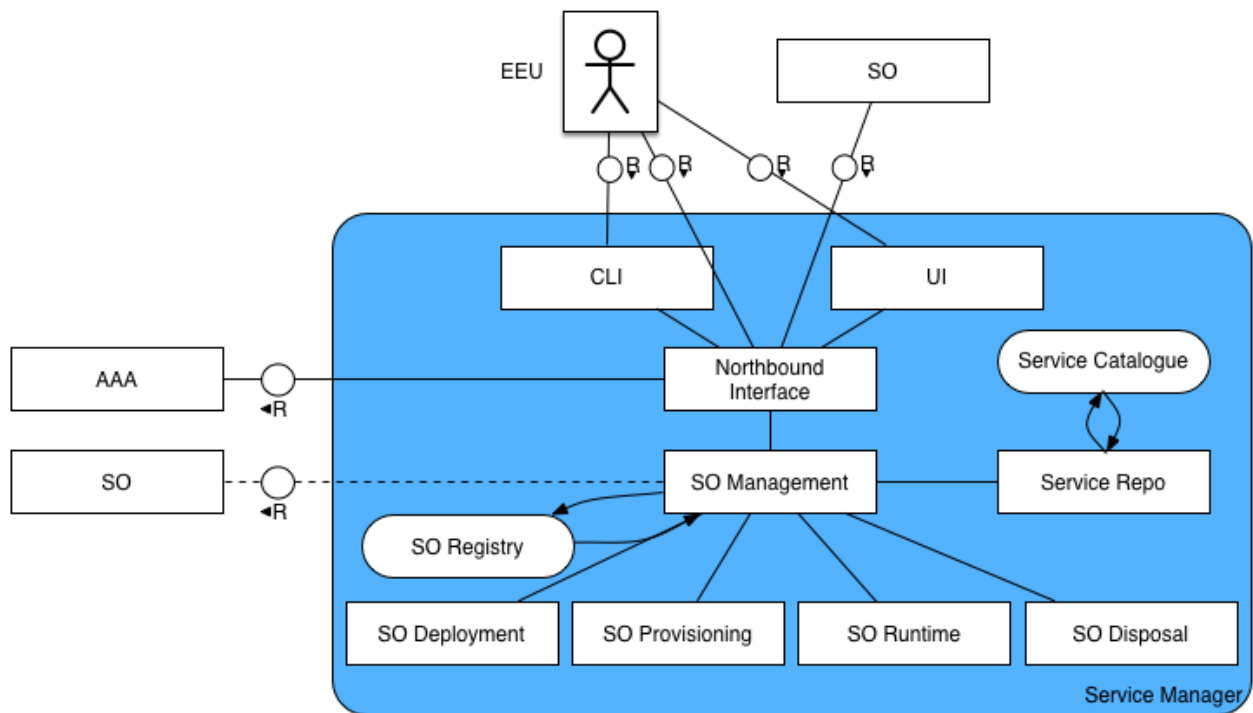 EEU
SO
R
R
R
R
CLI
UI
AAA
R
Northbound
Interface
Service Catalogue
SO
R
SO Management
Service Repo
SO Registry
SO Deployment
SO Provisioning
SO Runtime
SO Disposal
Service Manager